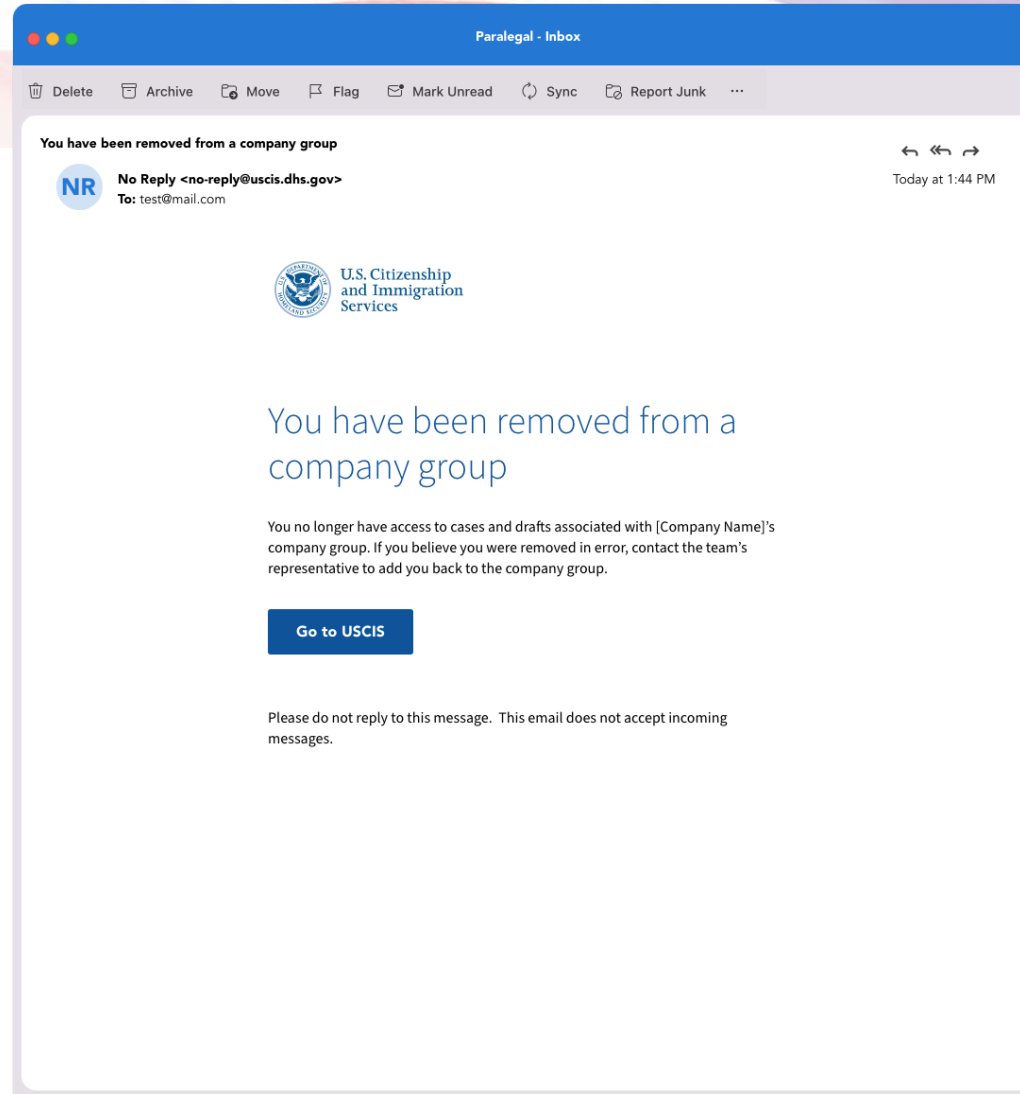 Paralegal - Inbox
Delete Archive Move Flag Mark Unread Sync Report Junk ...
You have been removed from a company group
NR
No Reply <no-reply@uscis.dhs.gov>
To: test@mail.com
Today at 1:44 PM
U.S. Citizenship
and Immigration
Services
You have been removed from a
company group
You no longer have access to cases and drafts associated with [Company Name]’s
company group. If you believe you were removed in error, contact the team’s
representative to add you back to the company group.
Go to USCIS
Please do not reply to this message.  This email does not accept incoming
messages.